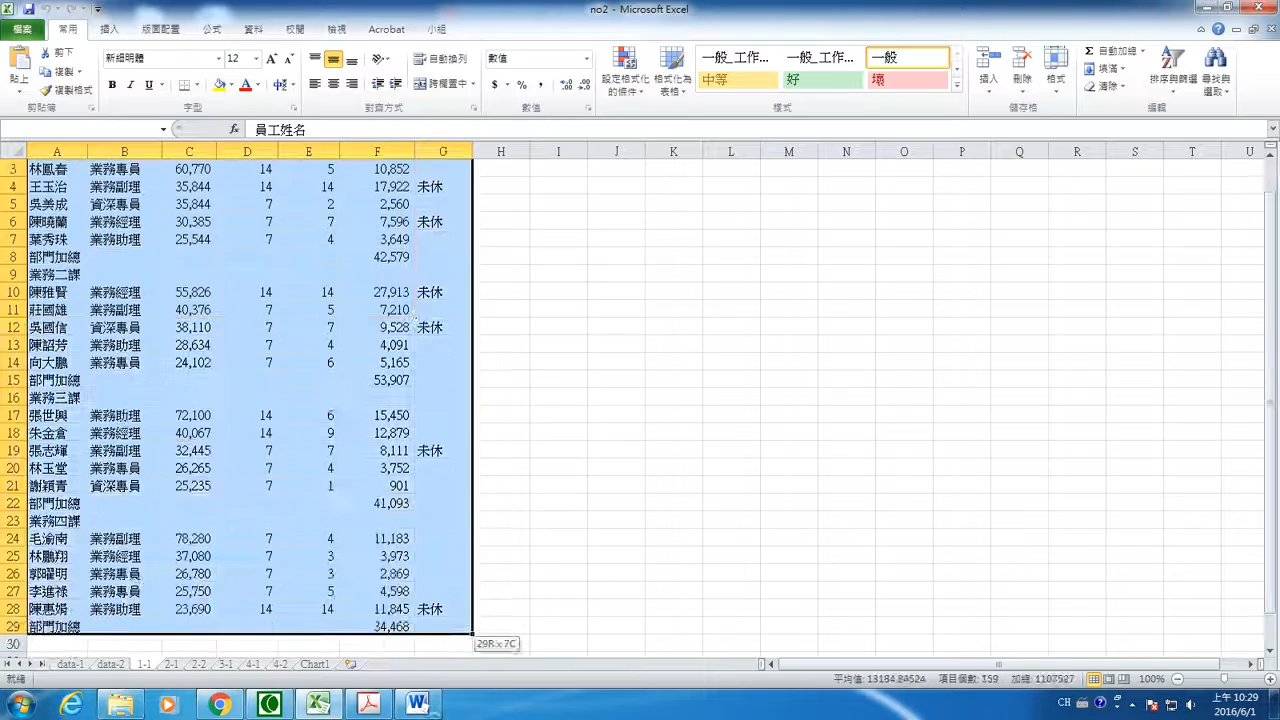 no2 - Microsoft Excel
檔案 常用 插入 版面配置 公式 資料 校閱 檢視 Acrobat 小組
貼上 剪下 複製 複製格式 剪貼簿
新細明體 12 B I U 字型
自動換列 跨欄置中 對齊方式
數值 $ % , 數值
設定格式化的條件 格式化為表格
一般_工作... 一般_工作... 一般
中等 好 壞 樣式
插入 刪除 格式 儲存格
自動加總 填滿 清除 排序與篩選 尋找與選取 編輯
fx 員工姓名
A B C D E F G H I J K L M N O P Q R S T U
3 林鳳春 業務專員 60,770 14 5 10,852
4 王玉治 業務副理 35,844 14 14 17,922 未休
5 吳美成 資深專員 35,844 7 2 2,560
6 陳曉蘭 業務經理 30,385 7 7 7,596 未休
7 葉秀珠 業務助理 25,544 7 4 3,649
8 部門加總 42,579
9 業務二課
10 陳雅賢 業務經理 55,826 14 14 27,913 未休
11 莊國雄 業務副理 40,376 7 5 7,210
12 吳國信 資深專員 38,110 7 7 9,528 未休
13 陳詔芳 業務助理 28,634 7 4 4,091
14 向大鵬 業務專員 24,102 7 6 5,165
15 部門加總 53,907
16 業務三課
17 張世興 業務助理 72,100 14 6 15,450
18 朱金倉 業務經理 40,067 14 9 12,879
19 張志輝 業務副理 32,445 7 7 8,111 未休
20 林玉堂 業務專員 26,265 7 4 3,752
21 謝穎青 資深專員 25,235 7 1 901
22 部門加總 41,093
23 業務四課
24 毛渝南 業務副理 78,280 7 4 11,183
25 林鵬翔 業務經理 37,080 7 3 3,973
26 郭曜明 業務專員 26,780 7 3 2,869
27 李進祿 業務專員 25,750 7 5 4,598
28 陳惠娟 業務助理 23,690 14 14 11,845 未休
29 部門加總 34,468
30
29R x 7C
data-1 data-2 1-1 2-1 2-2 3-1 4-1 4-2 Chart1
就緒 平均值: 13184.84524 項目個數: 159 加總: 1107527 100%
CH 上午 10:29
2016/6/1